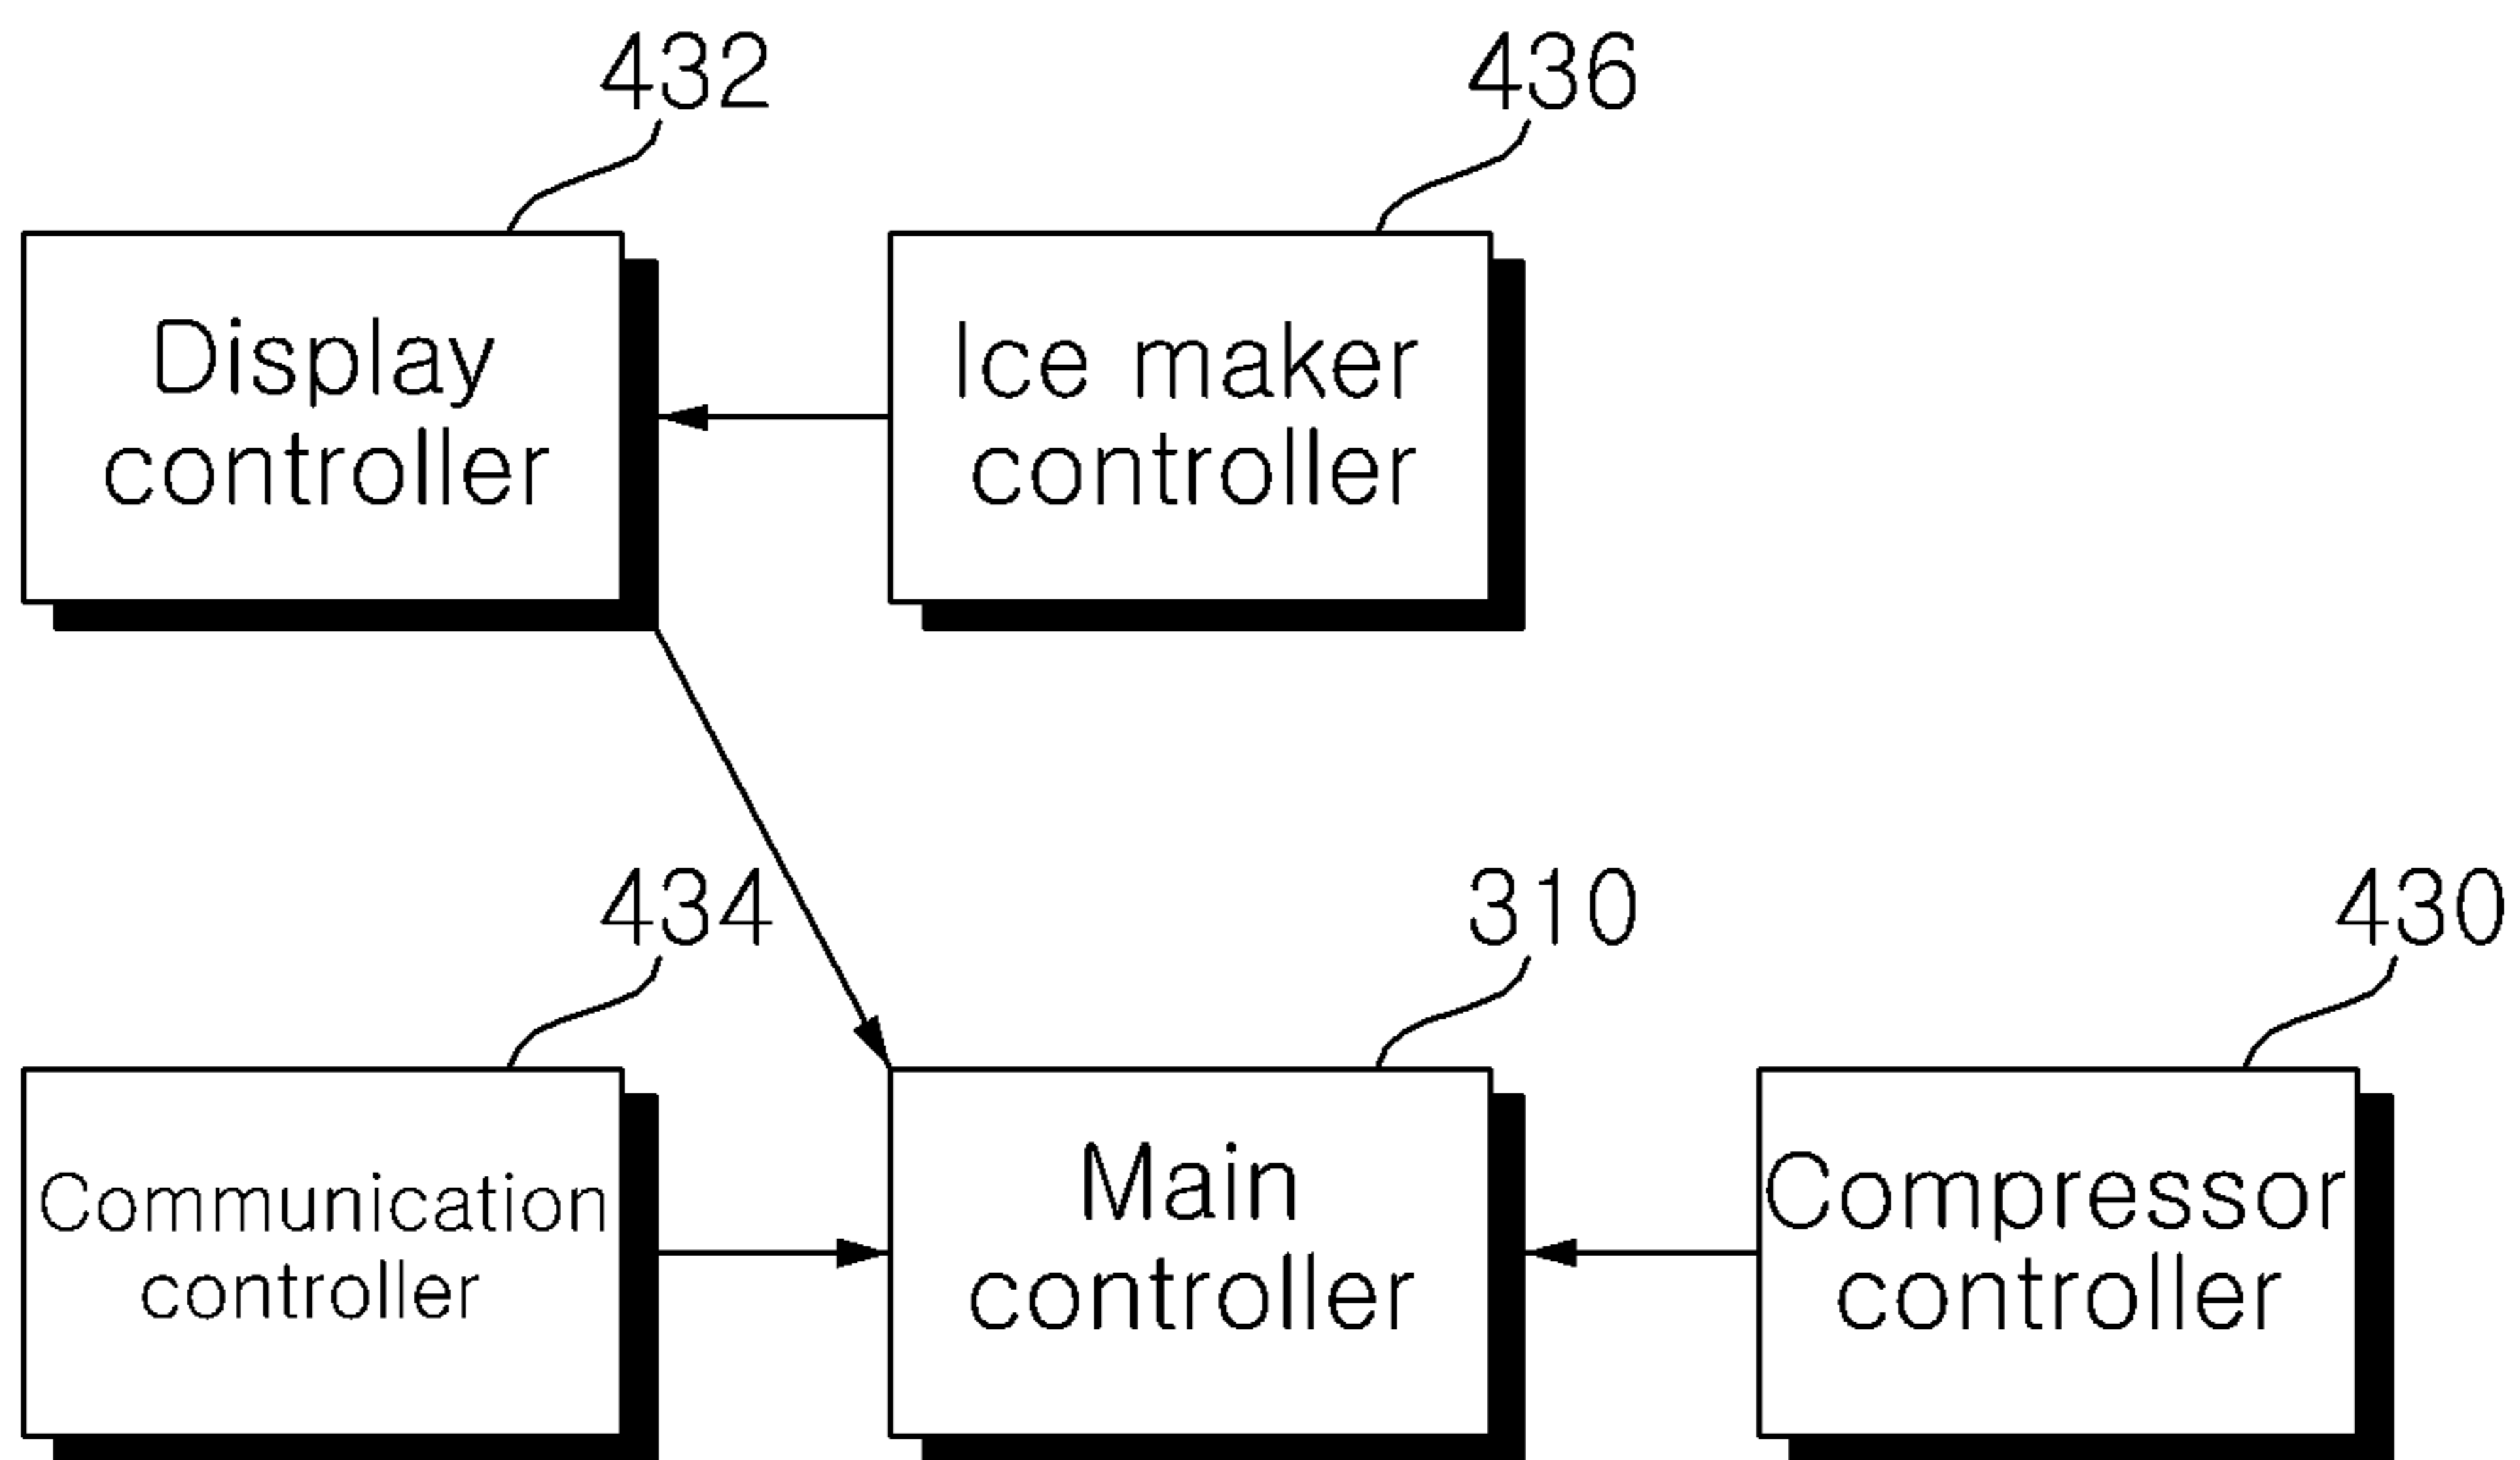 432
436
Display
controller
Ice maker
controller
434
310
430
Communication
controller
Main
controller
Compressor
controller